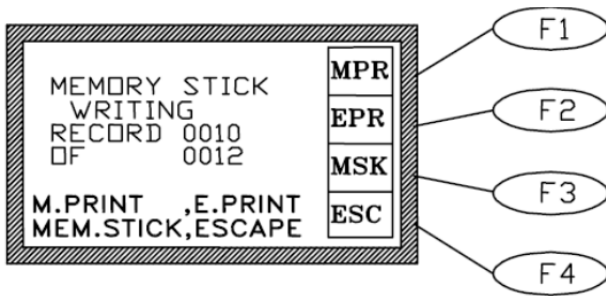 MEMORY STICK
WRITING
RECORD 0010
OF 0012
M.PRINT ,E.PRINT
MEM.STICK,ESCAPE
MPR
EPR
MSK
ESC
F1
F2
F3
F4